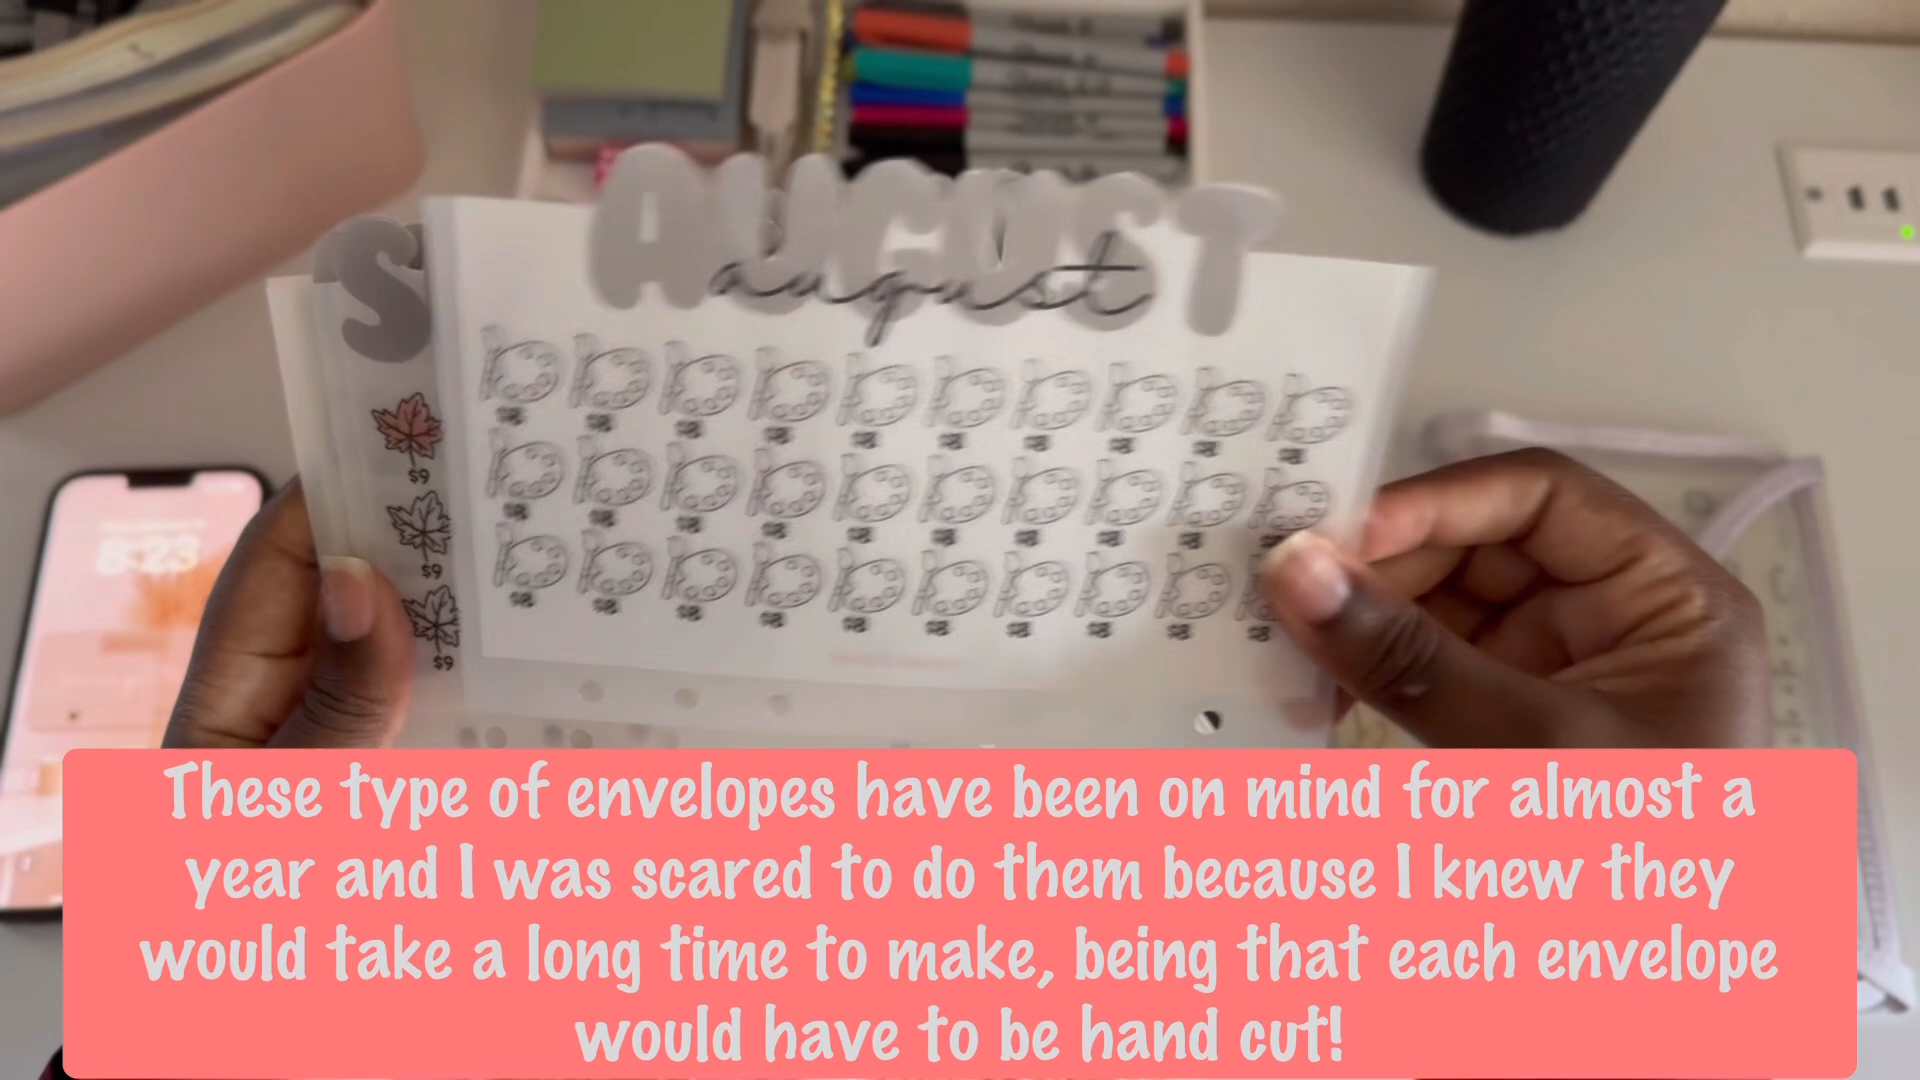 AUGUST
august
S
$9
$9
$9
8:23
These type of envelopes have been on mind for almost a
year and I was scared to do them because I knew they
would take a long time to make, being that each envelope
would have to be hand cut!